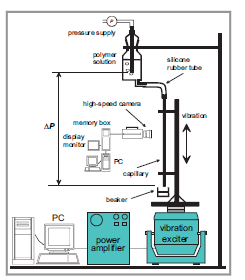 P
pressure supply
polymer
solution
silicone
rubber tube
high-speed camera
memory box
vibration
display
monitor
ΔP
PC
capillary
beaker
PC
power
amplifier
vibration
exciter